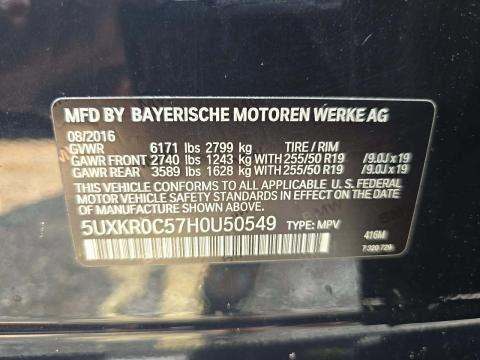 MFD BY BAYERISCHE MOTOREN WERKE AG
08/2016
GVWR 6171 lbs 2799 kg TIRE / RIM
GAWR FRONT 2740 lbs 1243 kg WITH 255/50 R19 /9.0J x 19
GAWR REAR 3589 lbs 1628 kg WITH 255/50 R19 /9.0J x 19
THIS VEHICLE CONFORMS TO ALL APPLICABLE U.S. FEDERAL
MOTOR VEHICLE SAFETY STANDARDS IN EFFECT ON THE DATE
OF MANUFACTURE SHOWN ABOVE.
5UXKR0C57H0U50549 TYPE: MPV 416M
7 320 729